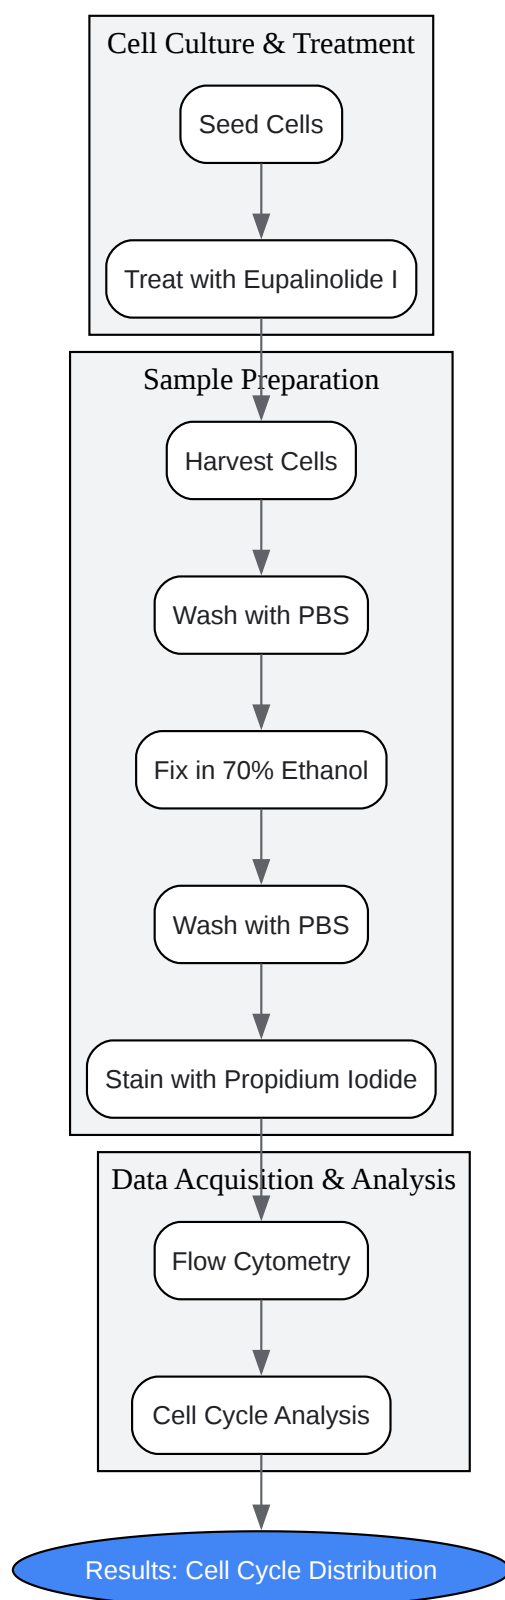 Cell Culture & Treatment
Seed Cells
Treat with Eupalinolide I
Sample Preparation
Harvest Cells
Wash with PBS
Fix in 70% Ethanol
Wash with PBS
Stain with Propidium Iodide
Data Acquisition & Analysis
Flow Cytometry
Cell Cycle Analysis
Results: Cell Cycle Distribution